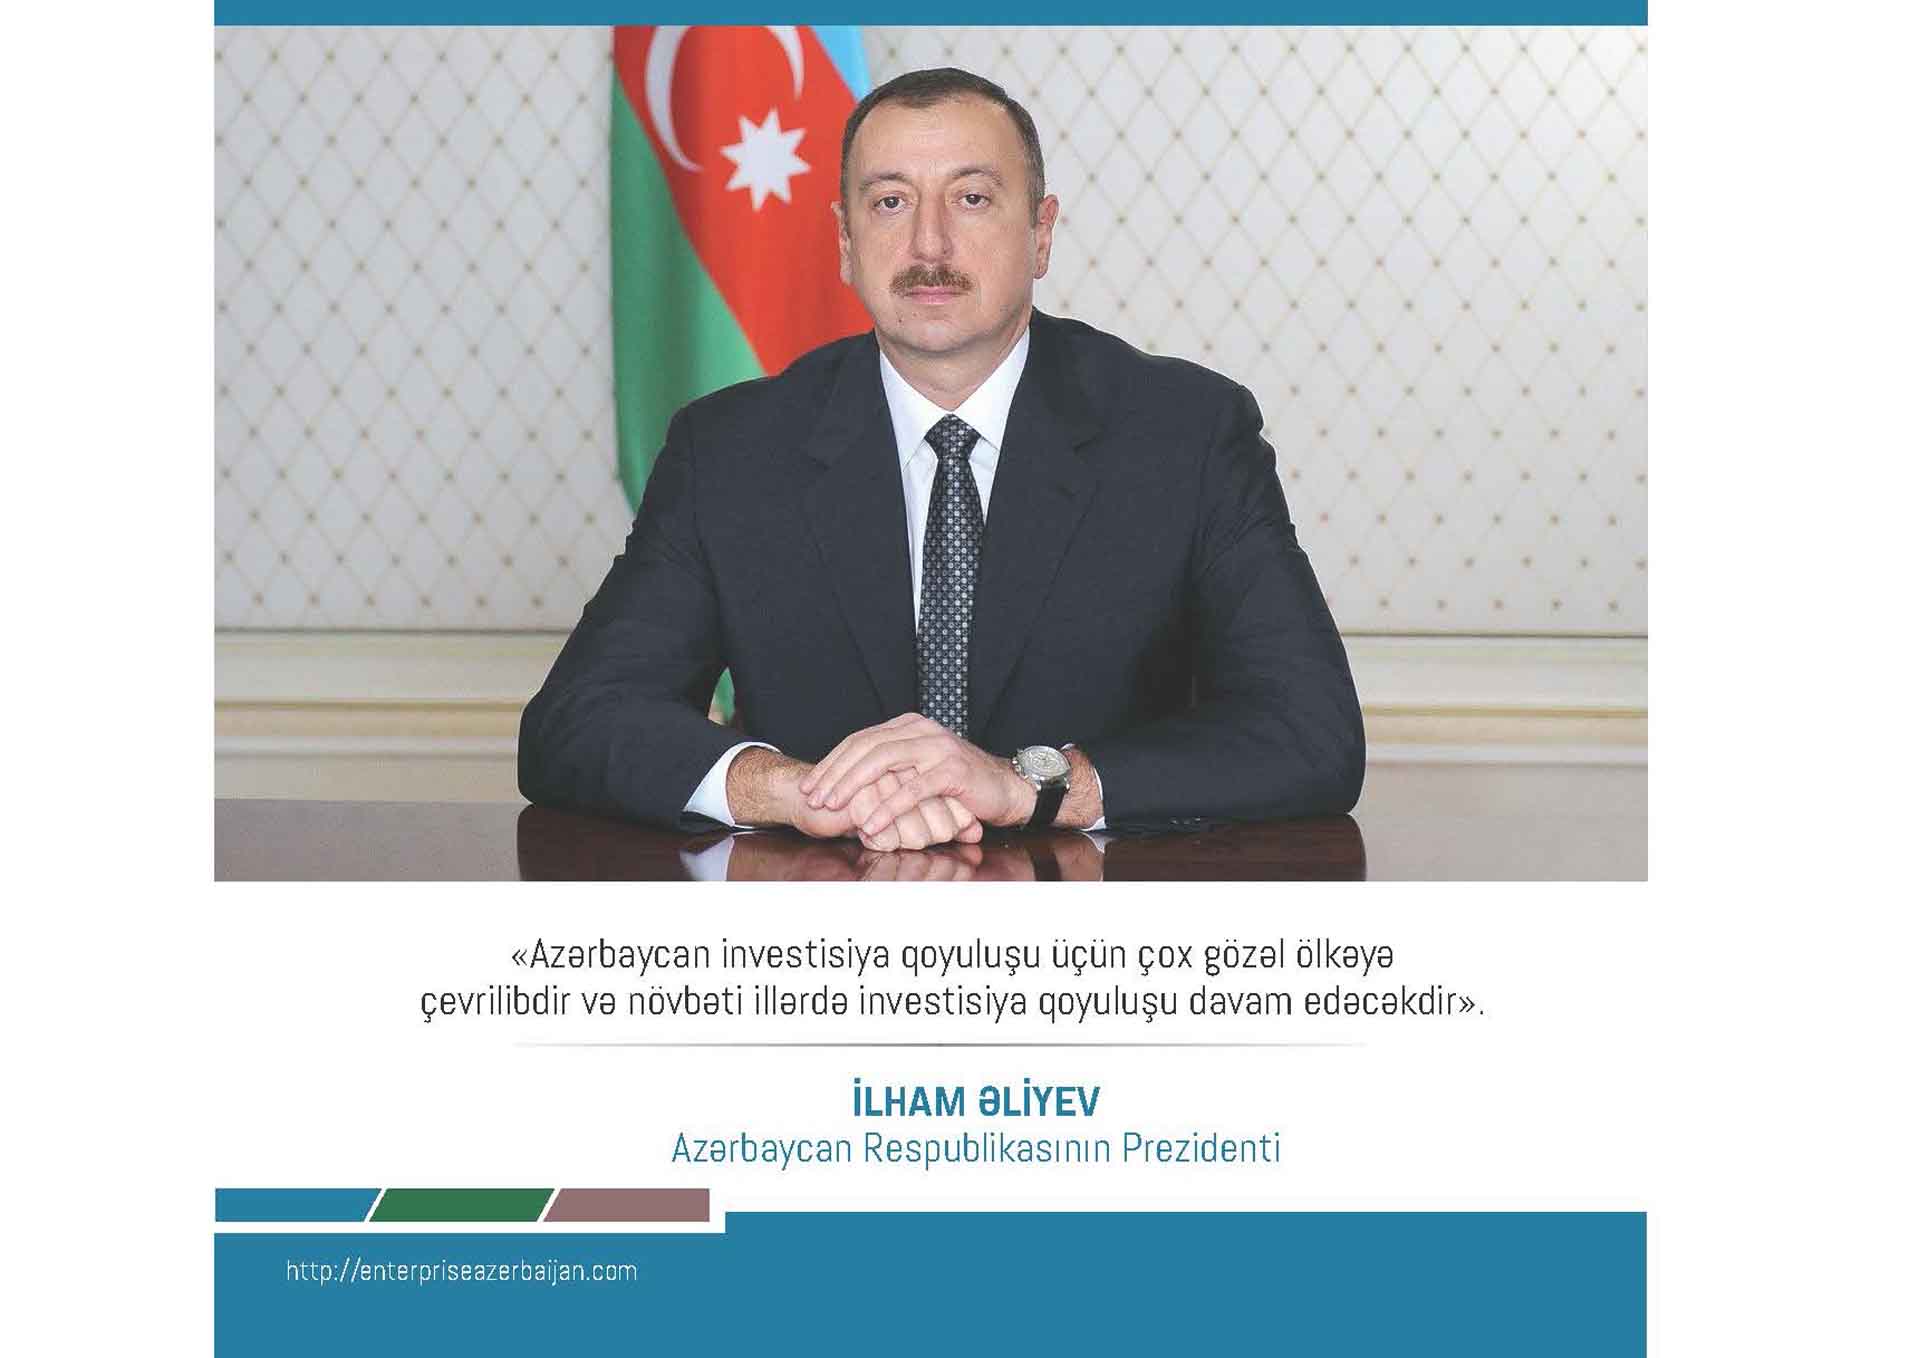 «Azərbaycan investisiya qoyuluşu üçün çox gözəl ölkəyə
çevrilibdir və növbəti illərdə investisiya qoyuluşu davam edəcəkdir».
İLHAM ƏLİYEV
Azərbaycan Respublikasının Prezidenti
http://enterpriseazerbaijan.com